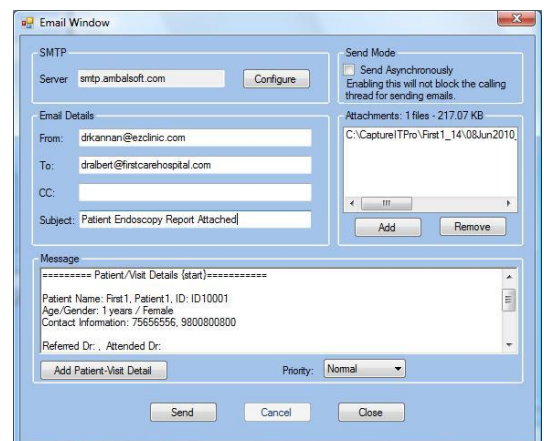 Email Window
SMTP
Server smtp.ambalsoft.com Configure
Send Mode
Send Asynchronously
Enabling this will not block the calling
thread for sending emails.
Email Details
From: drkannan@ezclinic.com
To: dralbert@firstcarehospital.com
CC:
Subject: Patient Endoscopy Report Attached
Attachments: 1 files - 217.07 KB
C:\CaptureITPro\First1_14\08Jun2010_
Add Remove
Message
========= Patient/Visit Details {start}===========
Patient Name: First1, Patient1, ID: ID10001
Age/Gender: 1 years / Female
Contact Information: 75656556, 9800800800
Referred Dr: , Attended Dr:
Add Patient-Visit Detail Priority: Normal
Send Cancel Close